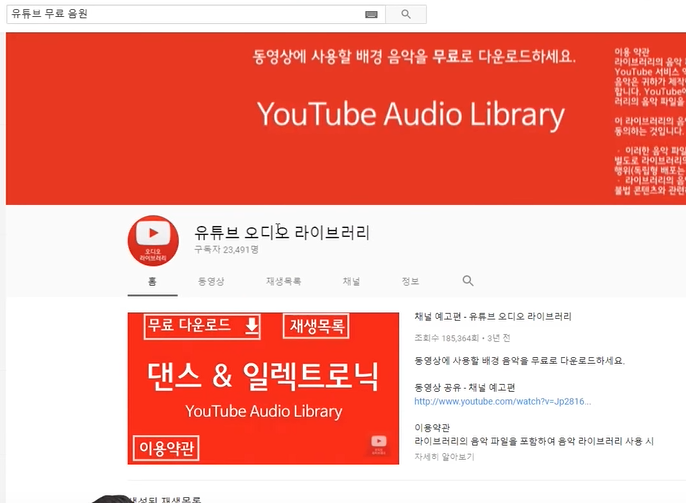 유튜브 무료 음원
동영상에 사용할 배경 음악을 무료로 다운로드하세요.
YouTube Audio Library
이용 약관
라이브러리의 음악
YouTube 서비스
음악은 귀하가 제작
합니다. YouTube에
러리의 음악 파일을
이 라이브러리의 음
동의하는 것입니다.
· 이러한 음악 파일
별도로 라이브러리의
행위(독립형 배포는
· 라이브러리의 음
불법 콘텐츠와 관련
오디오
라이브러리
유튜브 오디오 라이브러리
구독자 23,491명
홈 동영상 재생목록 채널 정보
무료 다운로드 재생목록
댄스 & 일렉트로닉
YouTube Audio Library
이용약관
채널 예고편 - 유튜브 오디오 라이브러리
조회수 185,364회 • 3년 전
동영상에 사용할 배경 음악을 무료로 다운로드하세요.
동영상 공유 - 채널 예고편
http://www.youtube.com/watch?v=Jp2816...
이용약관
라이브러리의 음악 파일을 포함하여 음악 라이브러리 사용 시
자세히 알아보기
생성된 재생목록